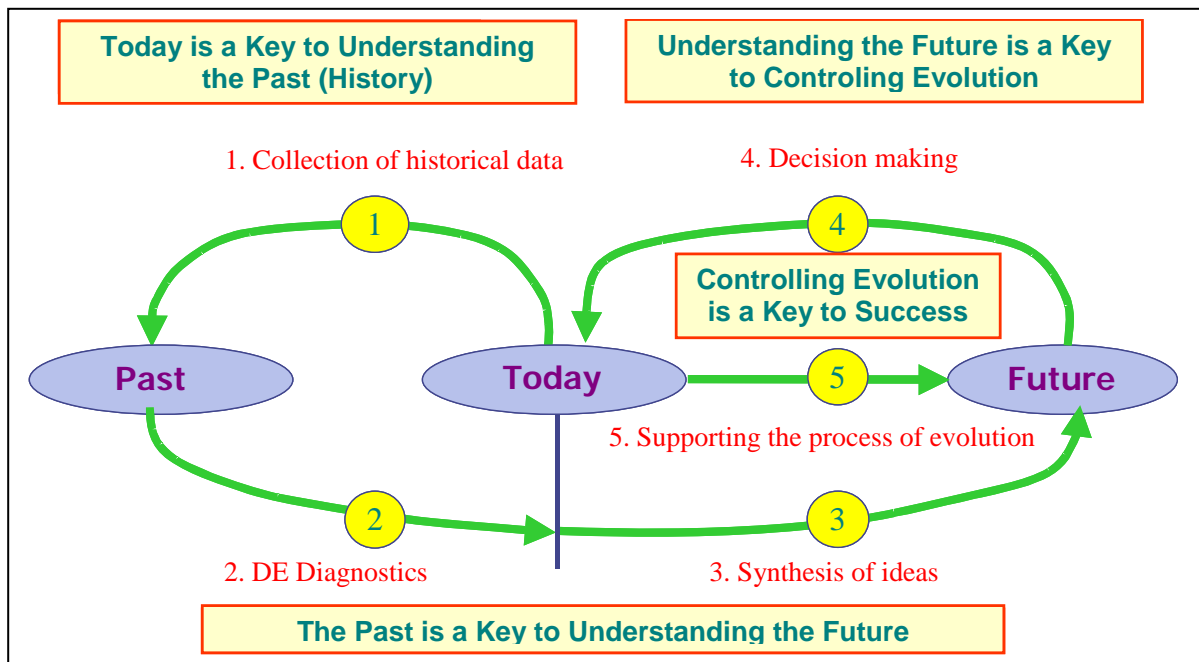 Today is a Key to Understanding
the Past (History)
Understanding the Future is a Key
to Controling Evolution
1. Collection of historical data
4. Decision making
1
4
Controlling Evolution
is a Key to Success
Past
Today
5
Future
5. Supporting the process of evolution
2
3
2. DE Diagnostics
3. Synthesis of ideas
The Past is a Key to Understanding the Future